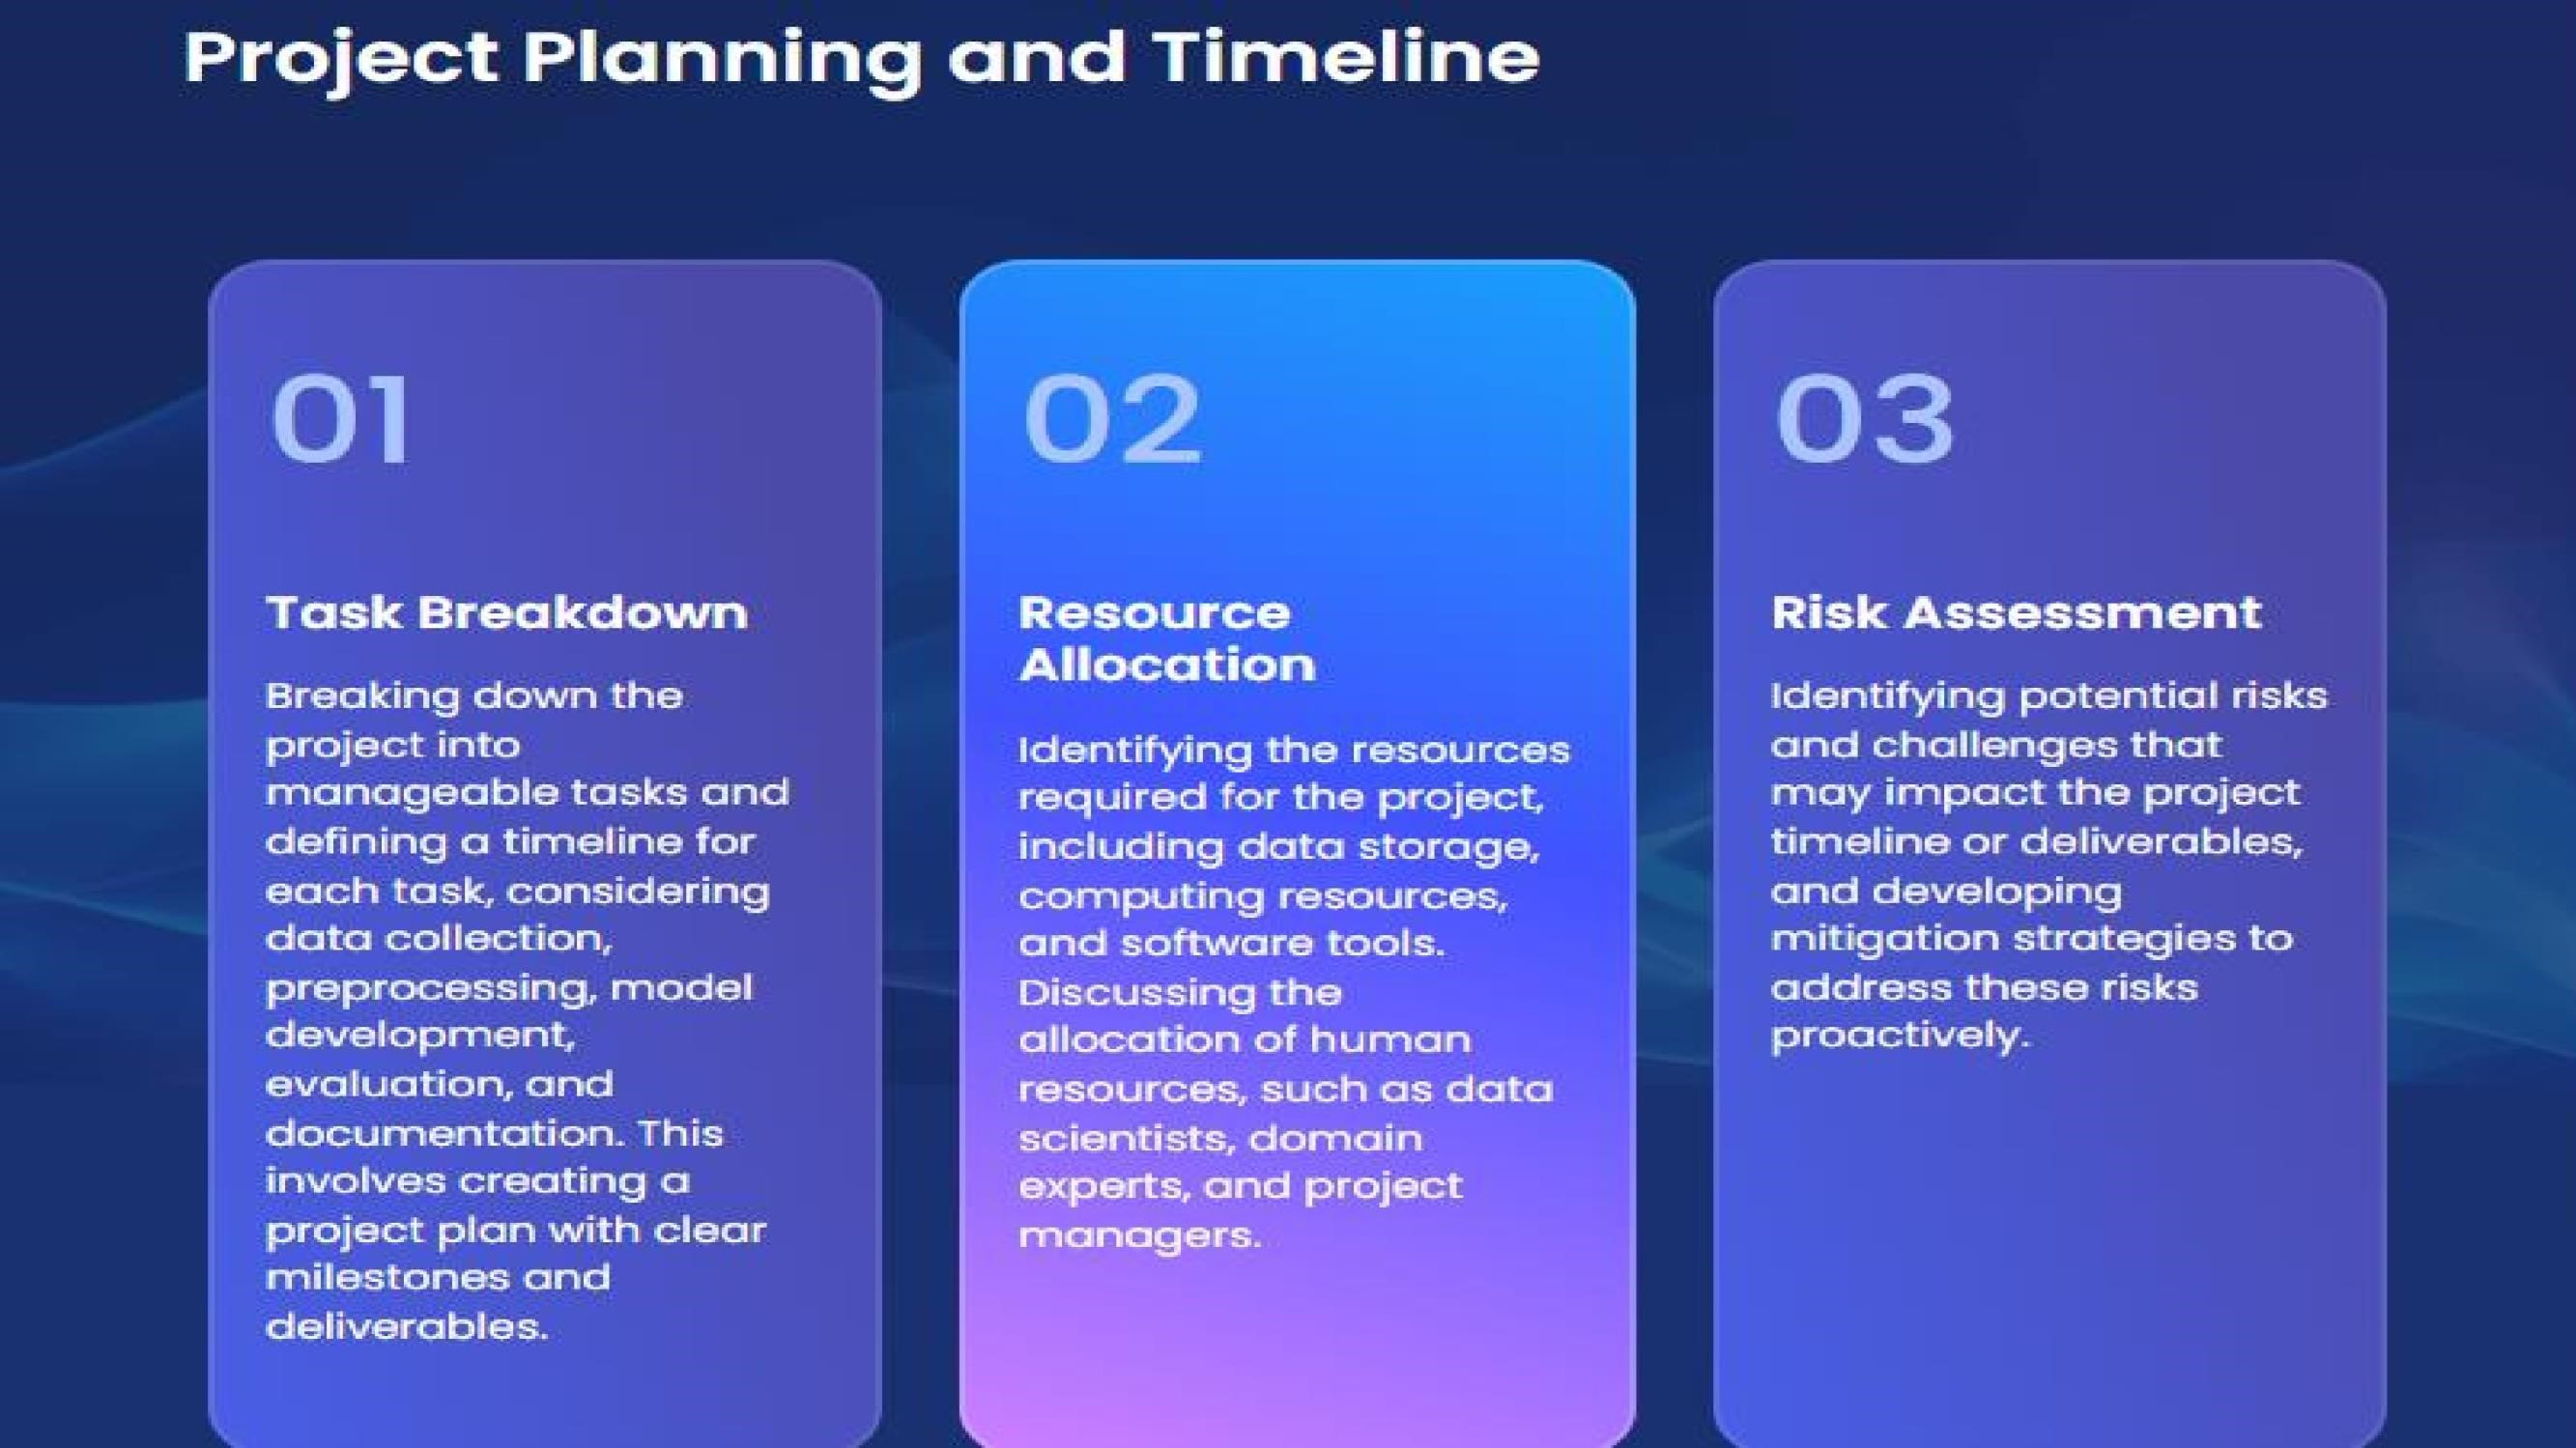 Project Planning and Timeline
01
Task Breakdown
Breaking down the
project into
manageable tasks and
defining a timeline for
each task, considering
data collection,
preprocessing, model
development,
evaluation, and
documentation. This
involves creating a
project plan with clear
milestones and
deliverables.
02
Resource
Allocation
Identifying the resources
required for the project,
including data storage,
computing resources,
and software tools.
Discussing the
allocation of human
resources, such as data
scientists, domain
experts, and project
managers.
03
Risk Assessment
Identifying potential risks
and challenges that
may impact the project
timeline or deliverables,
and developing
mitigation strategies to
address these risks
proactively.